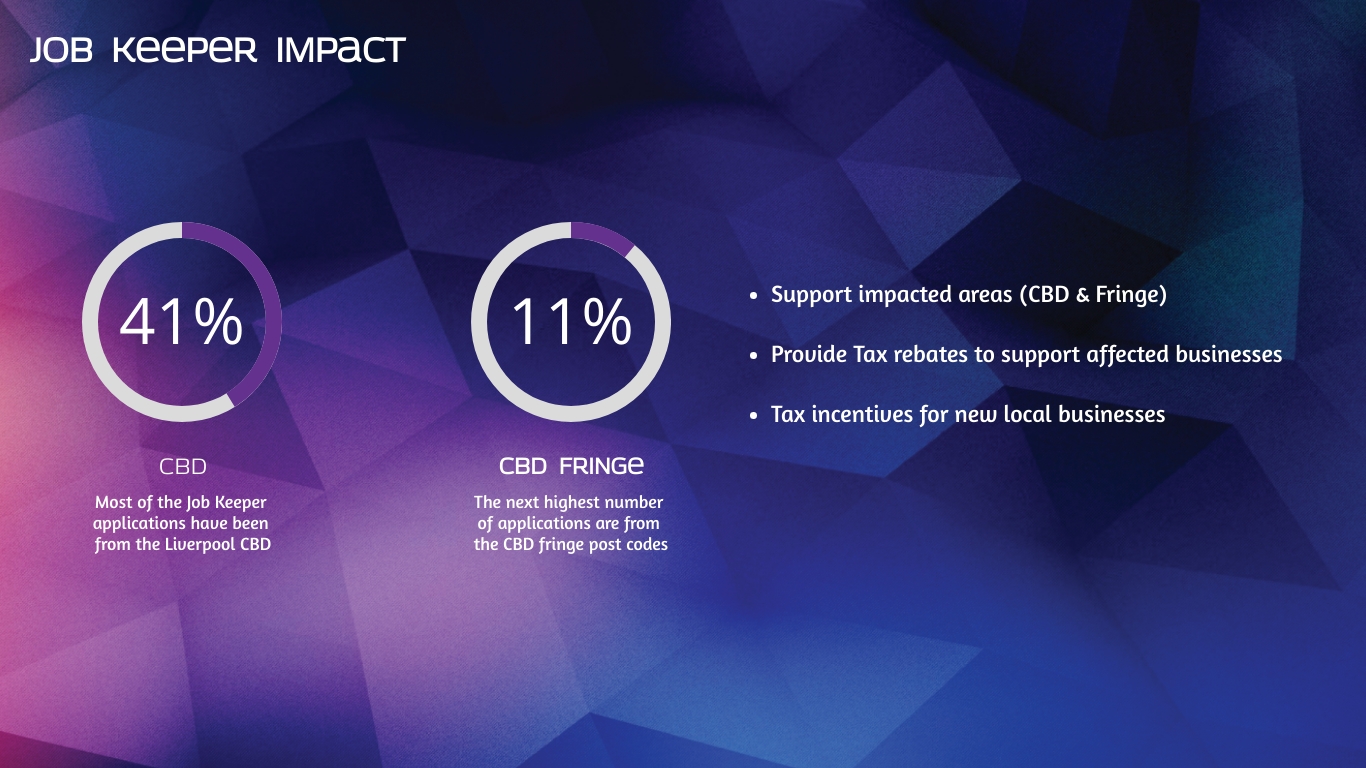 JOB KeePeR IMPaCT
41%
11%
• Support impacted areas (CBD & Fringe)
• Provide Tax rebates to support affected businesses
• Tax incentives for new local businesses
CBD
Most of the Job Keeper
applications have been
from the Liverpool CBD
CBD FRINGe
The next highest number
of applications are from
the CBD fringe post codes